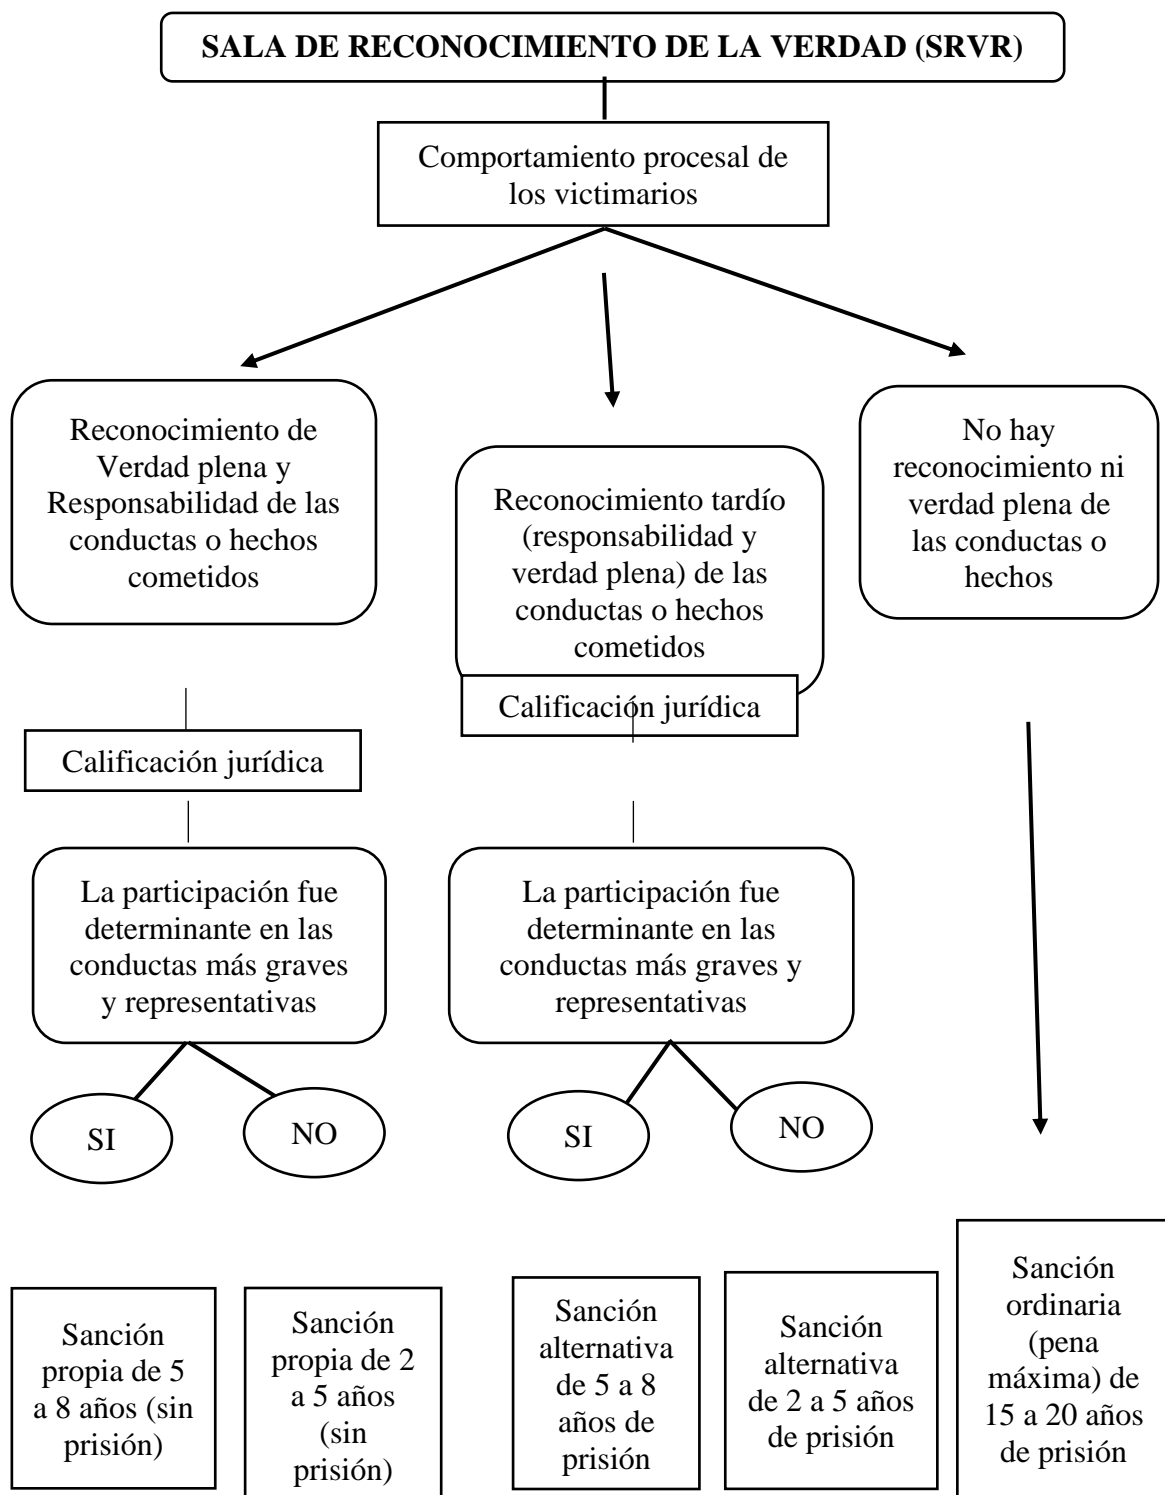 SALA DE RECONOCIMIENTO DE LA VERDAD (SRVR)
Comportamiento procesal de
los victimarios
Reconocimiento de
Verdad plena y
Responsabilidad de las
conductas o hechos
cometidos
Reconocimiento tardío
(responsabilidad y
verdad plena) de las
conductas o hechos
cometidos
No hay
reconocimiento ni
verdad plena de
las conductas o
hechos
Calificación jurídica
Calificación jurídica
La participación fue
determinante en las
conductas más graves
y representativas
La participación fue
determinante en las
conductas más graves y
representativas
SI
NO
SI
NO
Sanción
propia de 5
a 8 años (sin
prisión)
Sanción
propia de 2
a 5 años
(sin
prisión)
Sanción
alternativa
de 5 a 8
años de
prisión
Sanción
alternativa
de 2 a 5 años
de prisión
Sanción
ordinaria
(pena
máxima) de
15 a 20 años
de prisión